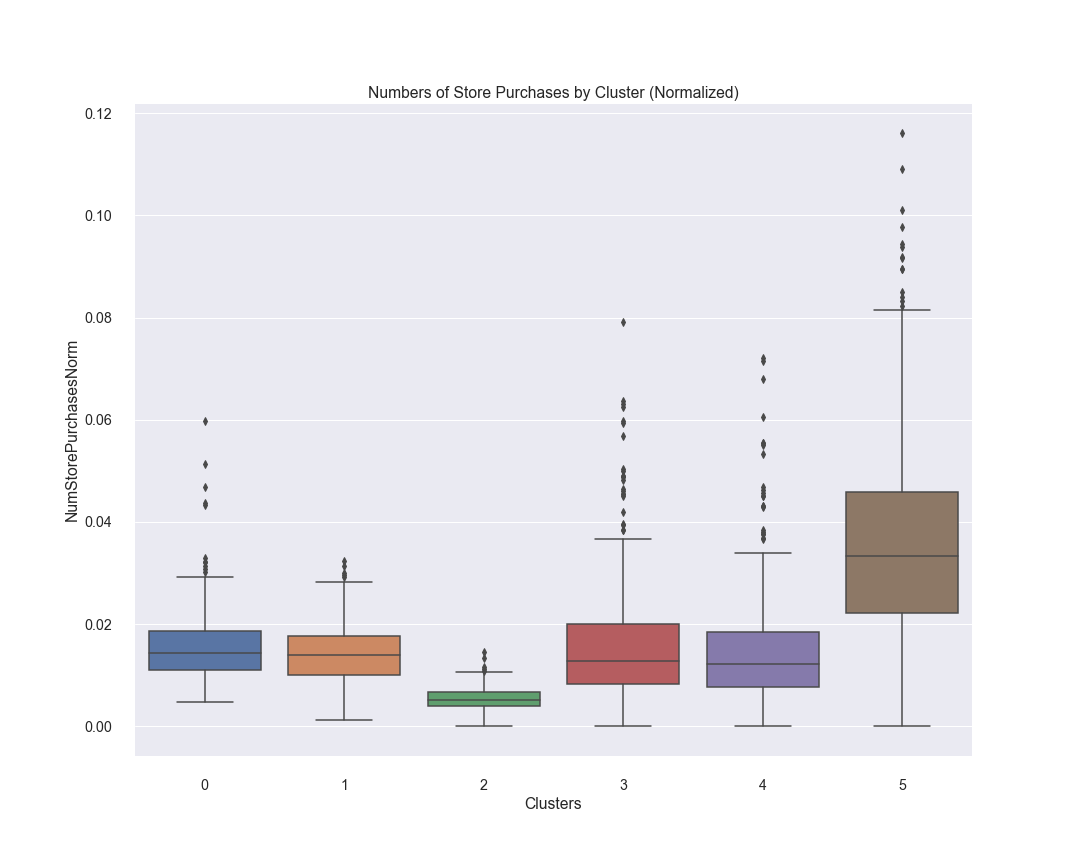 Numbers of Store Purchases by Cluster (Normalized)
0.12
0.10
0.08
0.06
0.04
0.02
0.00
NumStorePurchasesNorm
0 1 2 3 4 5
Clusters